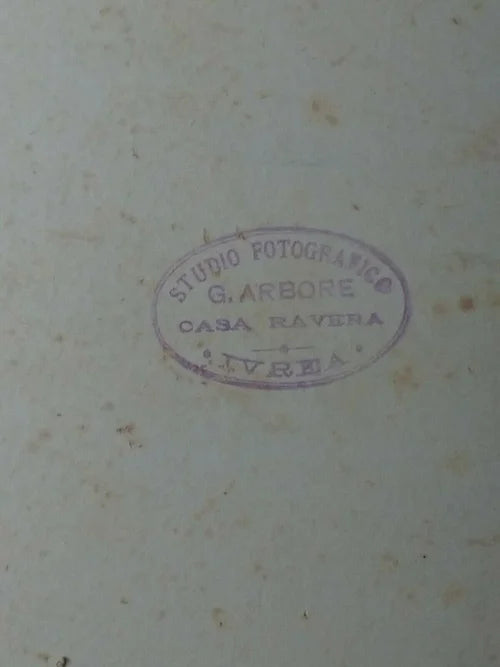 STUDIO FOTOGRAFICO
G. ARBORE
CASA RAVERA
IVREA